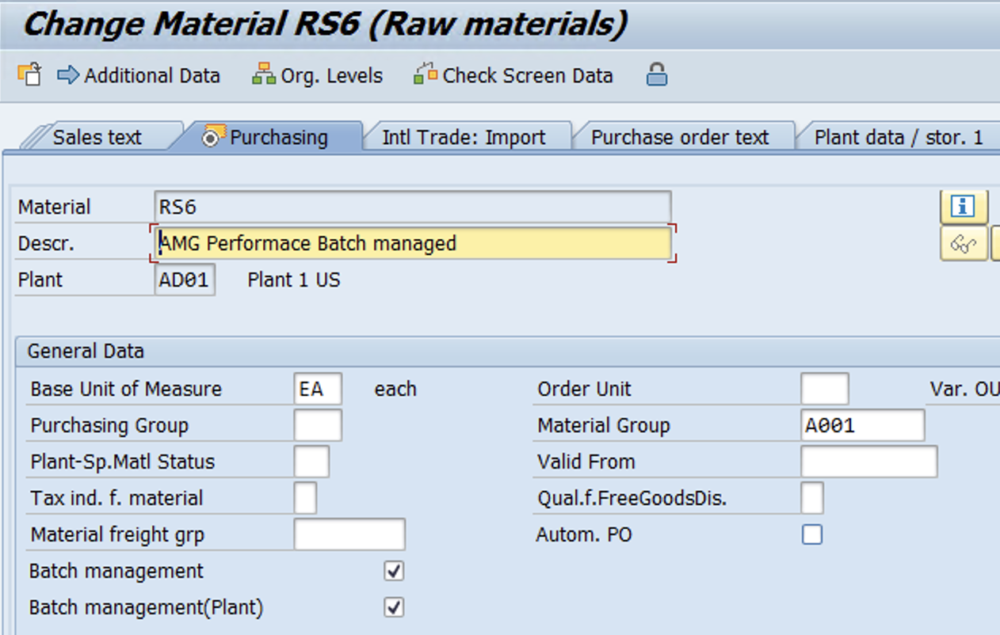 Change Material RS6 (Raw materials)
Additional Data Org. Levels Check Screen Data
Sales text Purchasing Intl Trade: Import Purchase order text Plant data / stor. 1
Material RS6
Descr. AMG Performace Batch managed
Plant AD01 Plant 1 US
General Data
Base Unit of Measure EA each Order Unit Var. OU
Purchasing Group Material Group A001
Plant-Sp.Matl Status Valid From
Tax ind. f. material Qual.f.FreeGoodsDis.
Material freight grp Autom. PO
Batch management
Batch management(Plant)